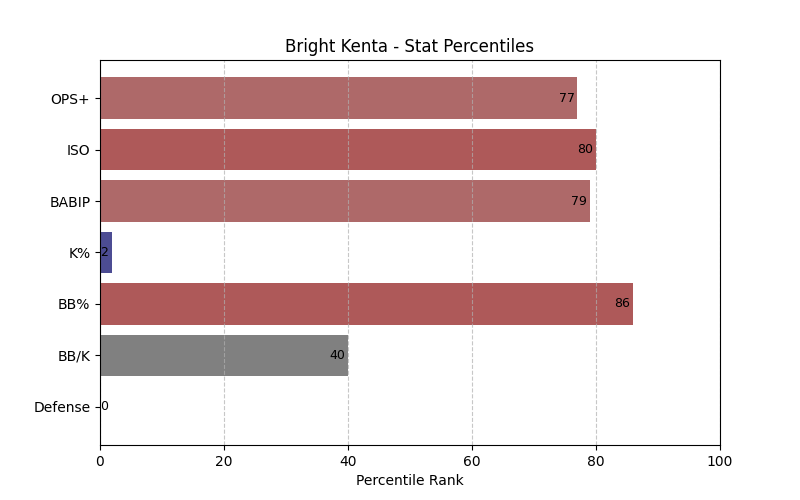 Bright Kenta - Stat Percentiles
OPS+ 77
ISO 80
BABIP 79
K% 2
BB% 86
BB/K 40
Defense 0
0 20 40 60 80 100
Percentile Rank